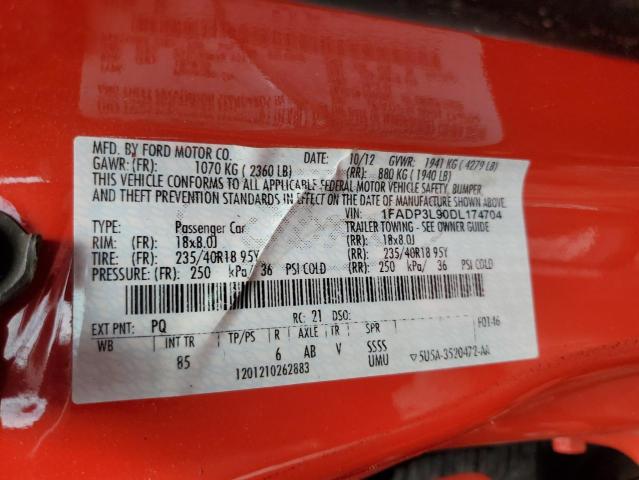 MFD. BY FORD MOTOR CO. DATE: 10/12 GVWR: 1941 KG ( 4279 LB)
GAWR: (FR): 1070 KG ( 2360 LB) (RR): 880 KG ( 1940 LB)
THIS VEHICLE CONFORMS TO ALL APPLICABLE FEDERAL MOTOR VEHICLE SAFETY, BUMPER,
AND THEFT PREVENTION STANDARDS IN EFFECT ON THE DATE OF MANUFACTURE SHOWN ABOVE.
VIN: 1FADP3L90DL174704
TYPE: Passenger Car TRAILER TOWING - SEE OWNER GUIDE
RIM: (FR): 18x8.0J (RR): 18x8.0J
TIRE: (FR): 235/40R18 95Y (RR): 235/40R18 95Y
PRESSURE: (FR): 250 kPa/ 36 PSI COLD (RR): 250 kPa/ 36 PSI COLD
EXT PNT: PQ RC: 21 DSO: F0146
WB INT TR TP/PS R AXLE TR SPR
85 6 AB V SSSS
UMU
1201210262883
5U5A-3520472-AA